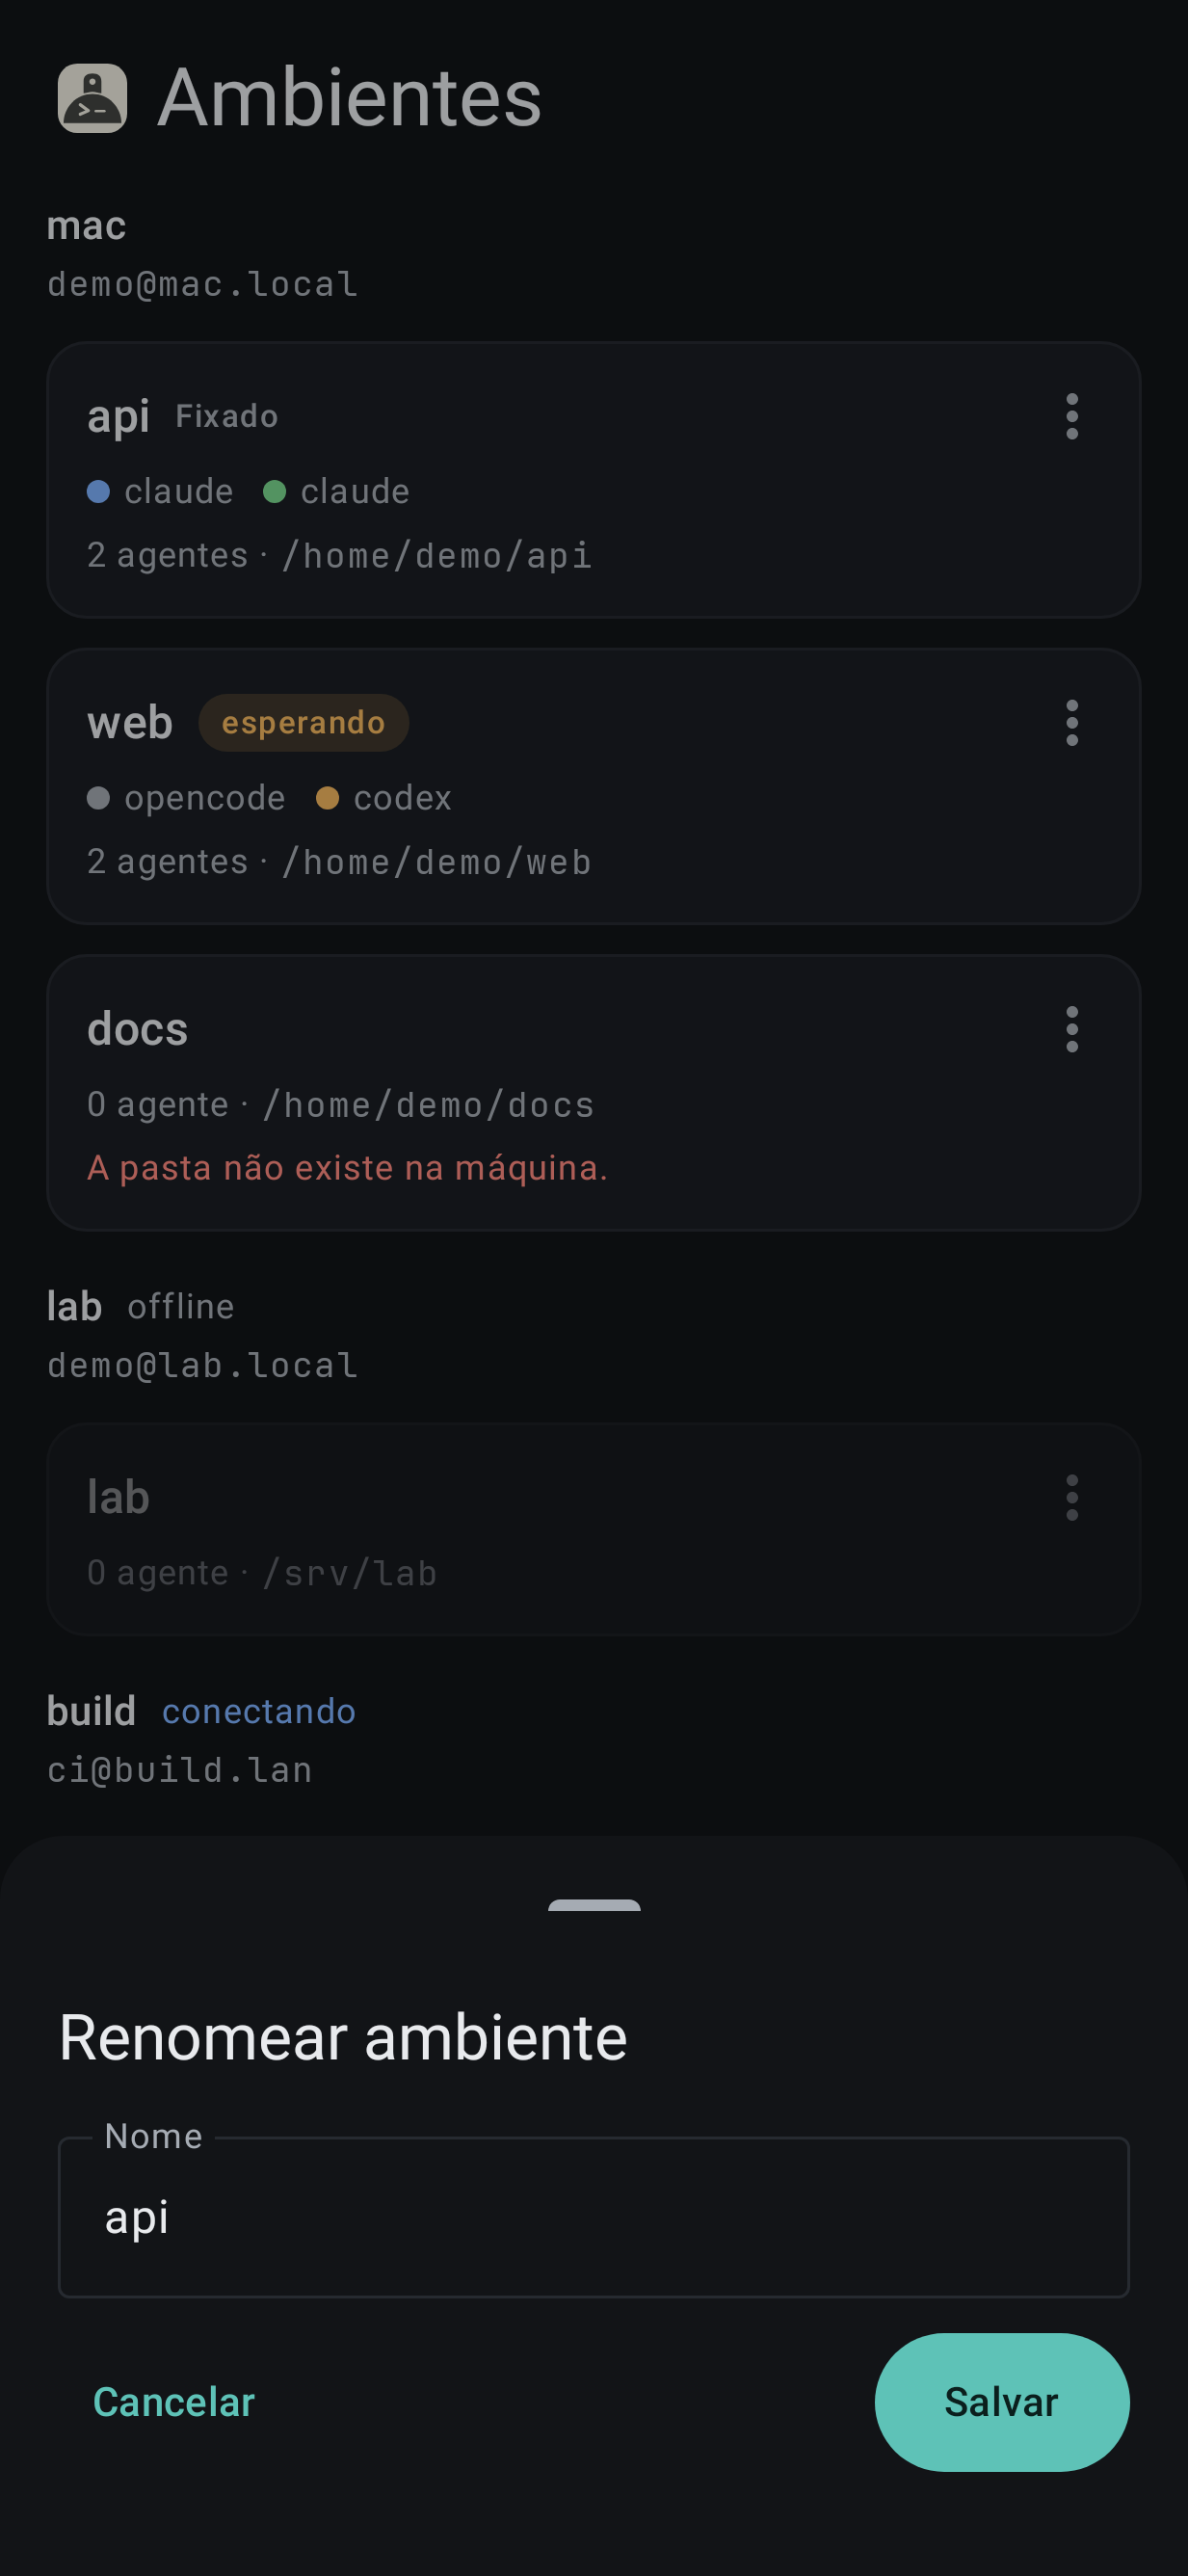 Ambientes
mac
demo@mac.local
api Fixado
claude claude
2 agentes · /home/demo/api
web esperando
opencode codex
2 agentes · /home/demo/web
docs
0 agente · /home/demo/docs
A pasta não existe na máquina.
lab offline
demo@lab.local
lab
0 agente · /srv/lab
build conectando
ci@build.lan
Renomear ambiente
Nome
api
Cancelar Salvar